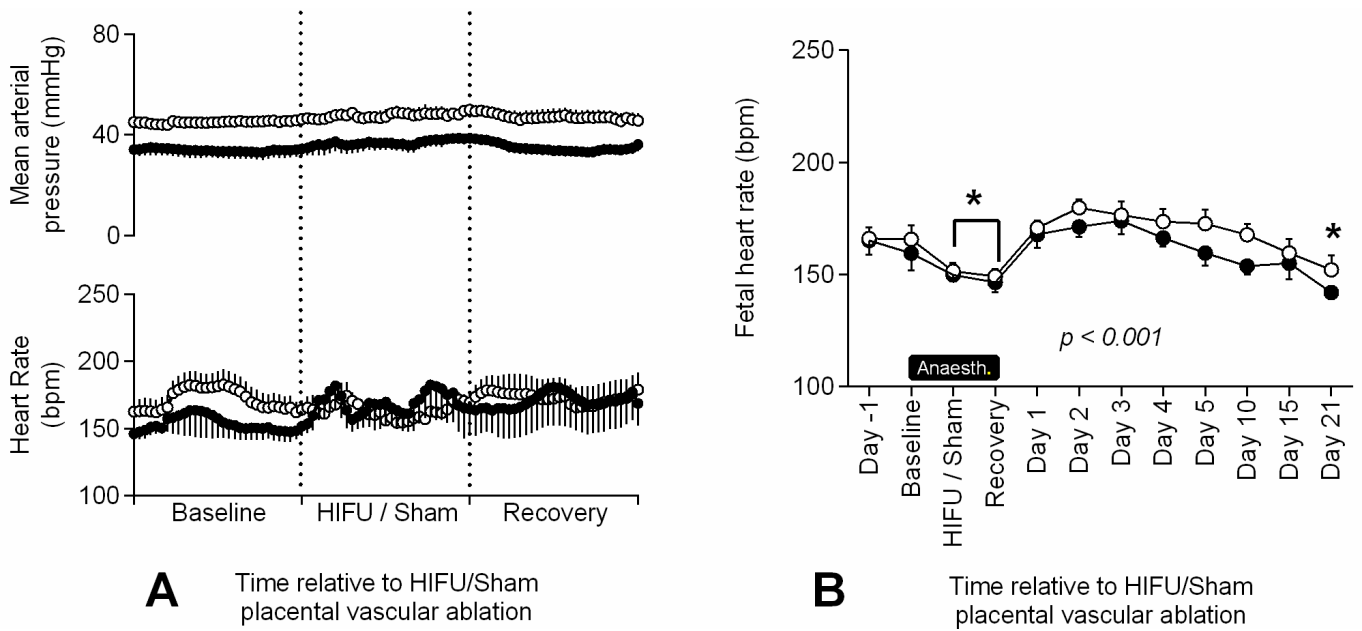 Mean arterial
pressure (mmHg)
80
40
0
Heart Rate
(bpm)
250
200
150
100
Baseline
HIFU / Sham
Recovery
A
Time relative to HIFU/Sham
placental vascular ablation
Fetal heart rate (bpm)
250
200
150
100
*
*
p < 0.001
Anaesth.
Day -1
Baseline
HIFU / Sham
Recovery
Day 1
Day 2
Day 3
Day 4
Day 5
Day 10
Day 15
Day 21
B
Time relative to HIFU/Sham
placental vascular ablation